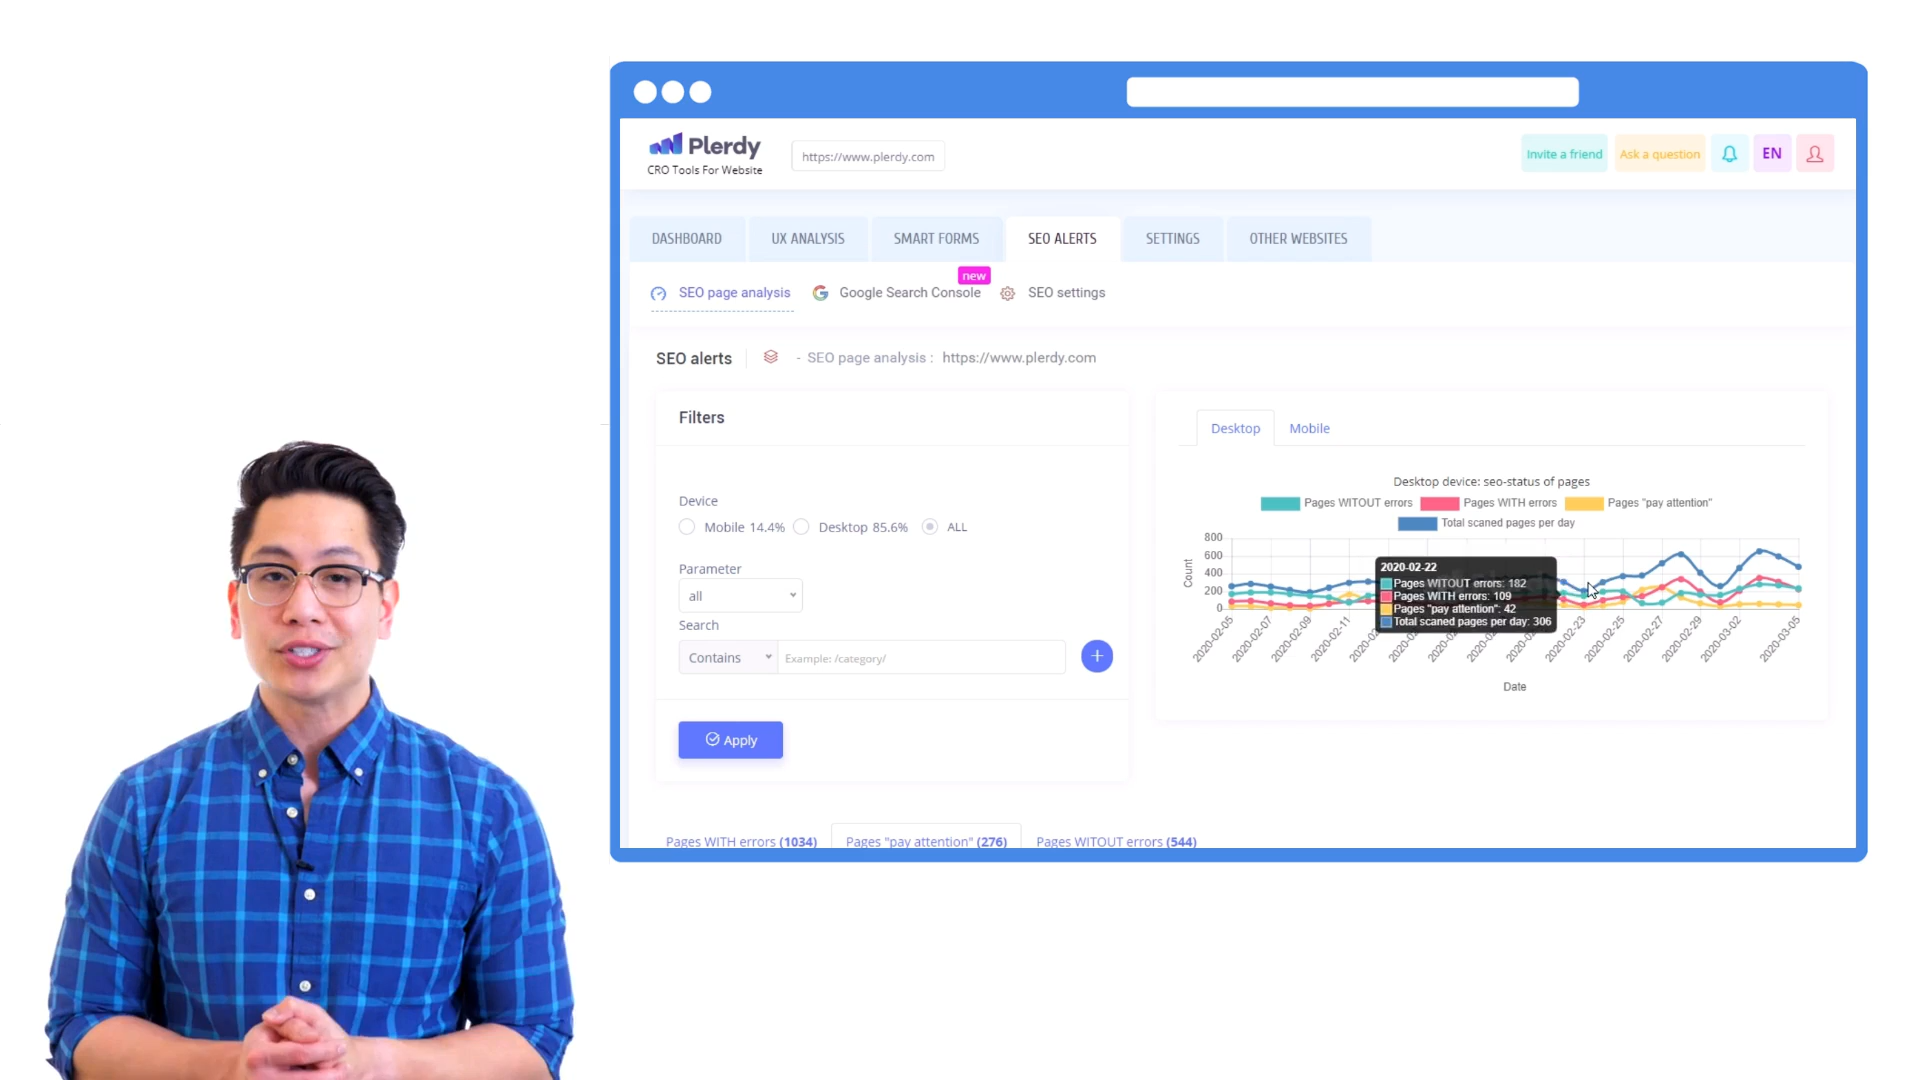 Plerdy
CRO Tools For Website
https://www.plerdy.com
Invite a friend
Ask a question
EN
DASHBOARD
UX ANALYSIS
SMART FORMS
SEO ALERTS
SETTINGS
OTHER WEBSITES
new
SEO page analysis
Google Search Console
SEO settings
SEO alerts
- SEO page analysis : https://www.plerdy.com
Filters
Device
Mobile 14.4%
Desktop 85.6%
ALL
Parameter
all
Search
Contains
Example: /category/
+
Apply
Desktop
Mobile
Desktop device: seo-status of pages
Pages WITOUT errors
Pages WITH errors
Pages "pay attention"
Total scaned pages per day
Count
800
600
400
200
0
2020-02-22
Pages WITOUT errors: 182
Pages WITH errors: 109
Pages "pay attention": 42
Total scaned pages per day: 306
2020-02-05
2020-02-07
2020-02-09
2020-02-11
2020-02-23
2020-02-25
2020-02-27
2020-02-29
2020-03-02
2020-03-05
Date
Pages WITH errors (1034)
Pages "pay attention" (276)
Pages WITOUT errors (544)